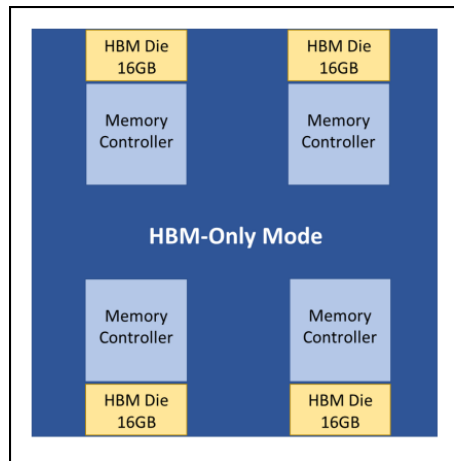 HBM Die
16GB
HBM Die
16GB
Memory
Controller
Memory
Controller
HBM-Only Mode
Memory
Controller
Memory
Controller
HBM Die
16GB
HBM Die
16GB